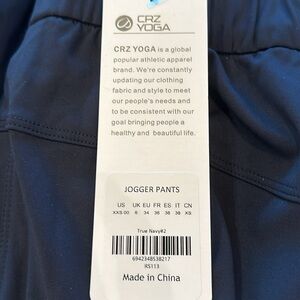 CRZ
YOGA
CRZ YOGA is a global
popular athletic apparel
brand. We're constantly
updating our clothing
fabric and style to meet
our people's needs and
to be consistent with our
goal bringing people a
healthy and beautiful life.
JOGGER PANTS
US UK EU FR ES IT CN
XXS 00 6 34 36 36 38 XS
True Navy#2
6942348538217
R5113
Made in China